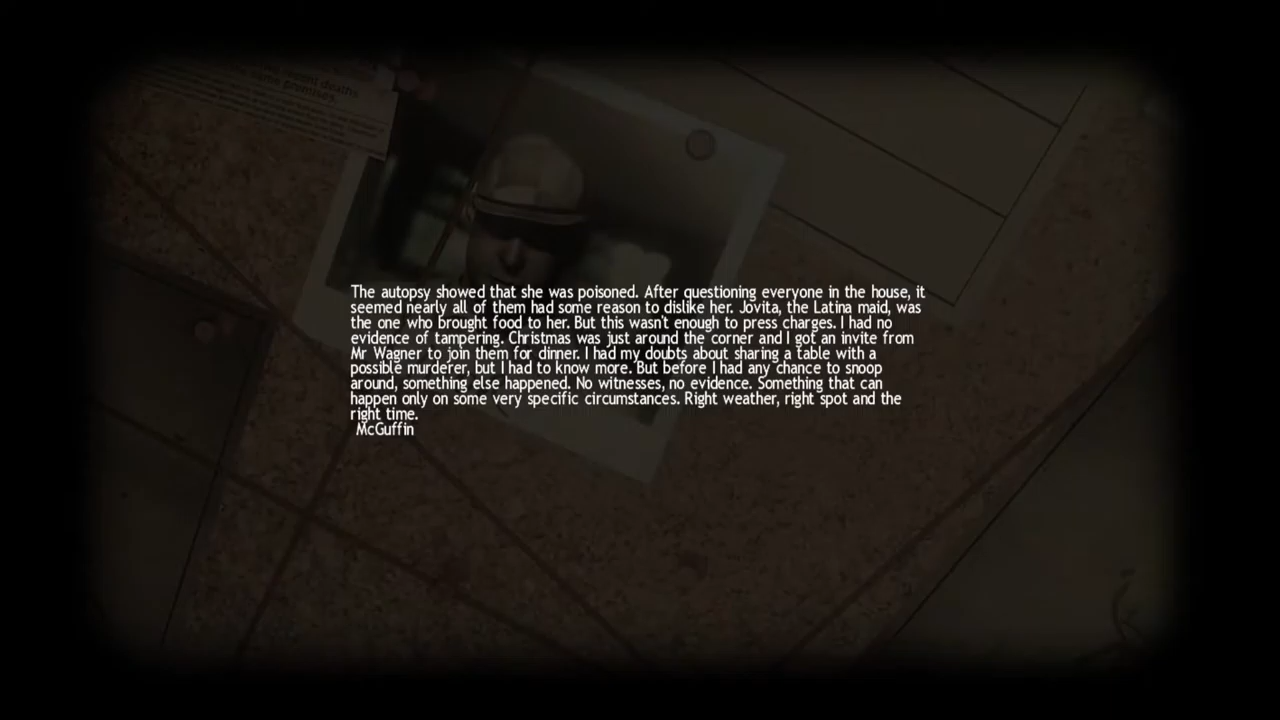 recent deaths
same premises.
The autopsy showed that she was poisoned. After questioning everyone in the house, it
seemed nearly all of them had some reason to dislike her. Jovita, the Latina maid, was
the one who brought food to her. But this wasn't enough to press charges. I had no
evidence of tampering. Christmas was just around the corner and I got an invite from
Mr Wagner to join them for dinner. I had my doubts about sharing a table with a
possible murderer, but I had to know more. But before I had any chance to snoop
around, something else happened. No witnesses, no evidence. Something that can
happen only on some very specific circumstances. Right weather, right spot and the
right time.
McGuffin